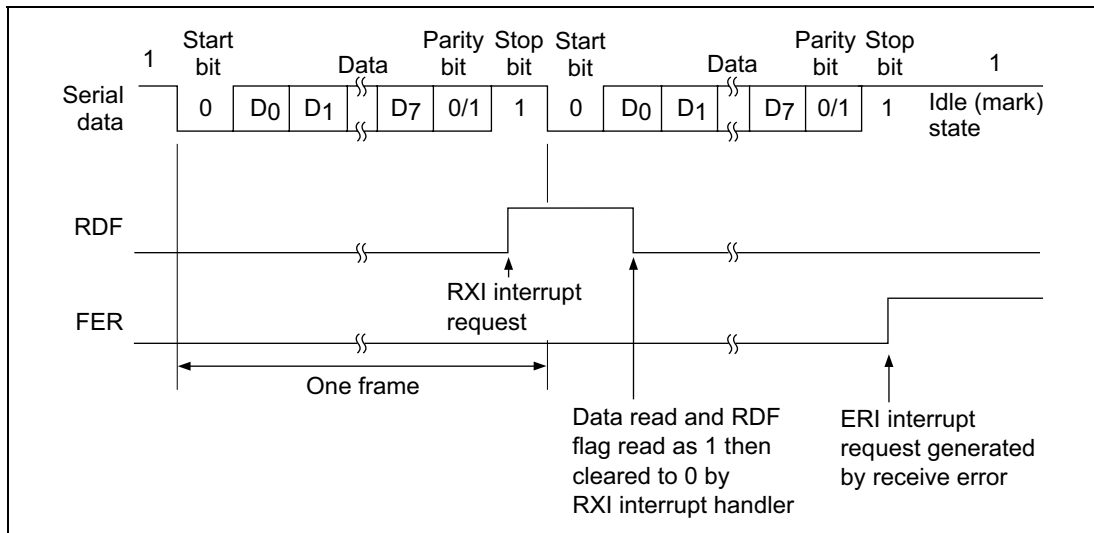 1
Start bit
Data
Parity bit
Stop bit
Start bit
Data
Parity bit
Stop bit
1
Serial data
0
D0
D1
D7
0/1
1
0
D0
D1
D7
0/1
1
Idle (mark) state
RDF
RXI interrupt
request
FER
One frame
Data read and RDF
flag read as 1 then
cleared to 0 by
RXI interrupt handler
ERI interrupt
request generated
by receive error